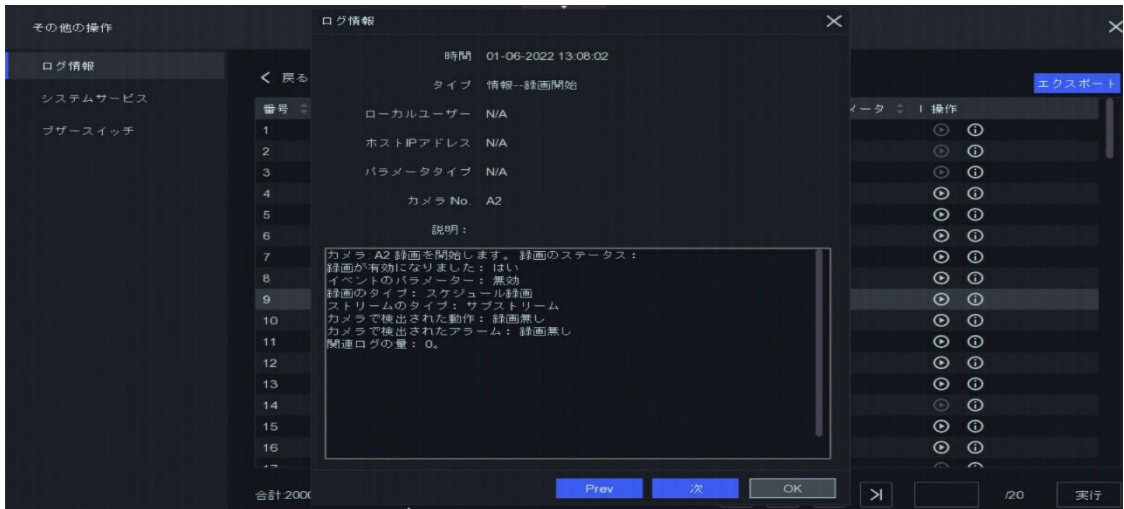 その他の操作
ログ情報
システムサービス
ブザースイッチ
戻る
エクスポート
番号
メータ
操作
1
2
3
4
5
6
7
8
9
10
11
12
13
14
15
16
合計:2000
/20
実行
ログ情報
時間 01-06-2022 13:08:02
タイプ 情報--録画開始
ローカルユーザー N/A
ホストIPアドレス N/A
パラメータタイプ N/A
カメラ No. A2
説明：
カメラ: A2 録画を開始します。 録画のステータス：
録画が有効になりました： はい
イベントのパラメーター： 無効
録画のタイプ： スケジュール録画
ストリームのタイプ： サブストリーム
カメラで検出された動作： 録画無し
カメラで検出されたアラーム： 録画無し
関連ログの量： 0。
Prev
次
OK